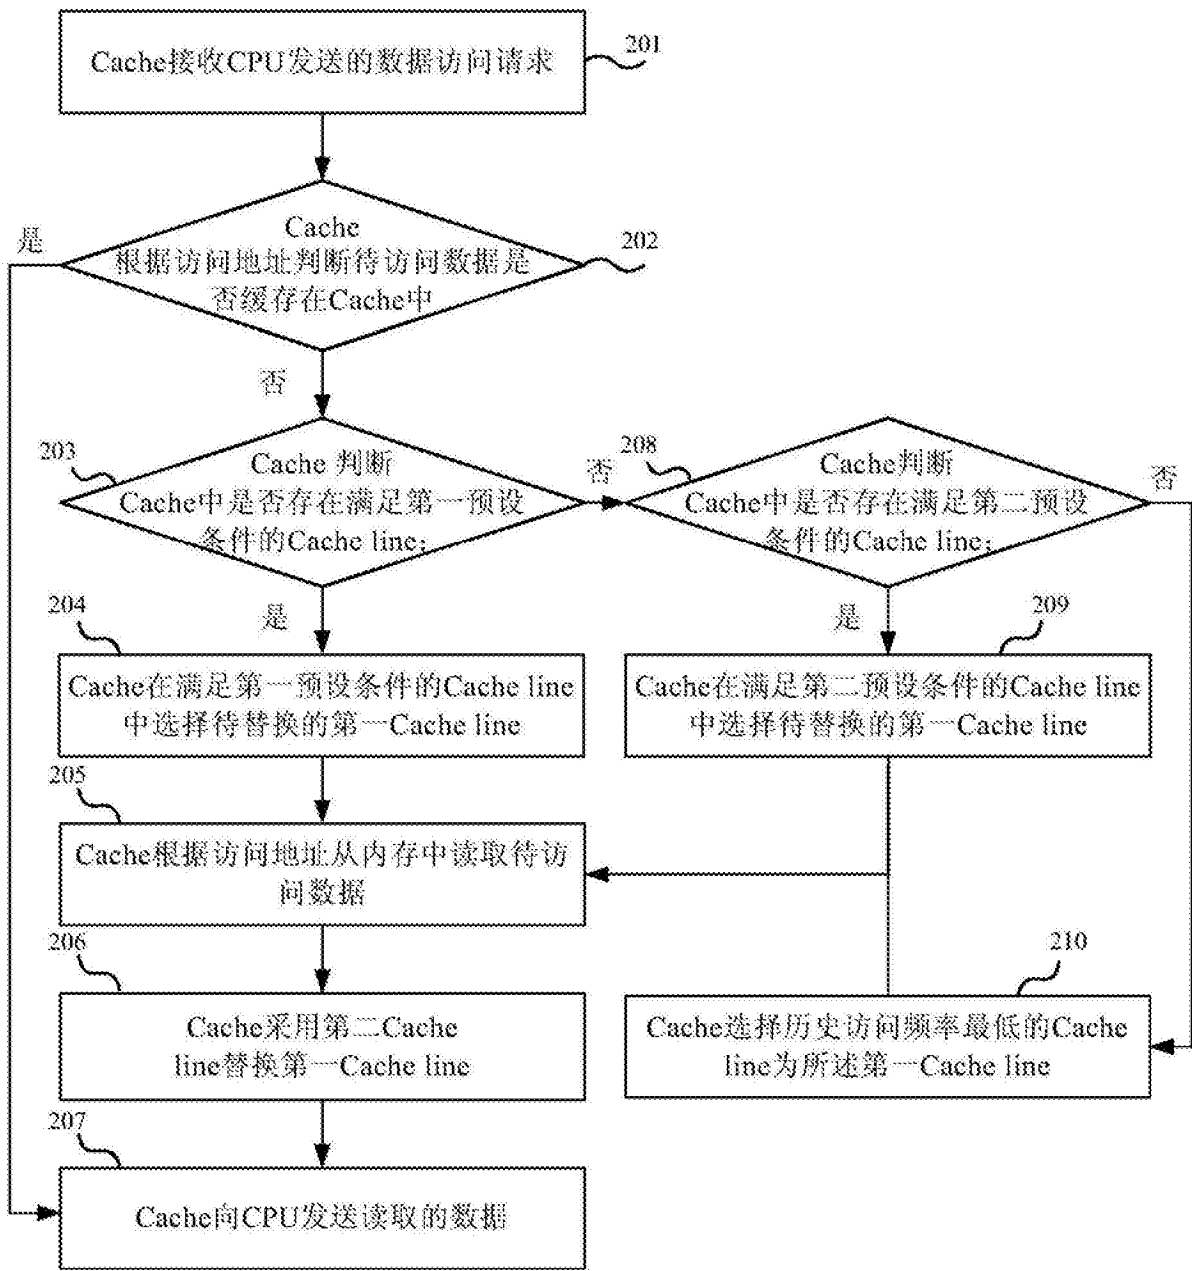 Cache接收CPU发送的数据访问请求
201
Cache
根据访问地址判断待访问数据是
否缓存在Cache中
202
是
否
203
Cache 判断
Cache中是否存在满足第一预设
条件的Cache line;
否
208
Cache判断
Cache中是否存在满足第二预设
条件的Cache line;
否
204
是
Cache在满足第一预设条件的Cache line
中选择待替换的第一Cache line
是
209
Cache在满足第二预设条件的Cache line
中选择待替换的第一Cache line
205
Cache根据访问地址从内存中读取待访
问数据
206
Cache采用第二Cache
line替换第一Cache line
210
Cache选择历史访问频率最低的Cache
line为所述第一Cache line
207
Cache向CPU发送读取的数据